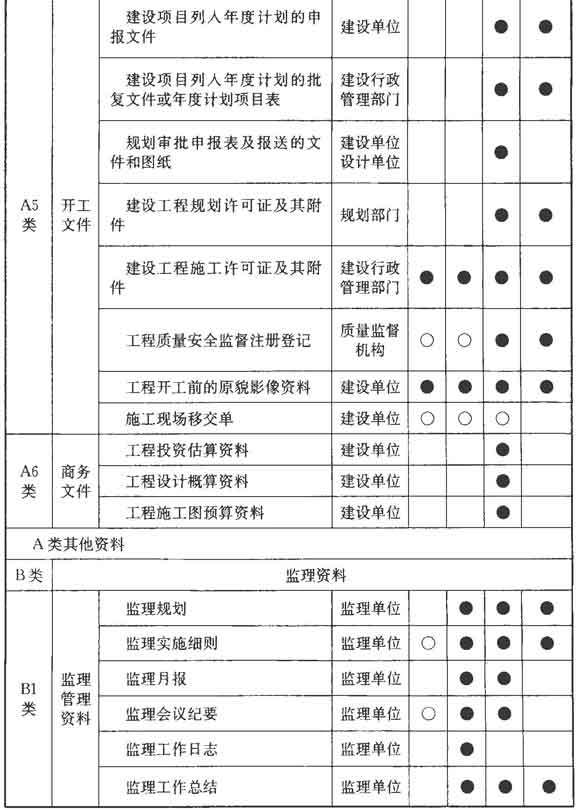 建设项目列入年度计划的申
报文件
建设单位
● ●
建设项目列入年度计划的批
复文件或年度计划项目表
建设行政
管理部门
● ●
规划审批申报表及报送的文
件和图纸
建设单位
设计单位
●
A5
类
开工
文件
建设工程规划许可证及其附
件
规划部门
● ●
建设工程施工许可证及其附
件
建设行政
管理部门
● ● ● ●
工程质量安全监督注册登记
质量监督
机构
○ ○ ● ●
工程开工前的原貌影像资料 建设单位 ● ● ● ●
施工现场移交单 建设单位 ○ ○ ○
A6
类
商务
文件
工程投资估算资料 建设单位 ●
工程设计概算资料 建设单位 ●
工程施工图预算资料 建设单位 ●
A类其他资料
B类 监理资料
B1
类
监理
管理
资料
监理规划 监理单位 ● ● ●
监理实施细则 监理单位 ○ ● ● ●
监理月报 监理单位 ● ●
监理会议纪要 监理单位 ○ ● ●
监理工作日志 监理单位 ●
监理工作总结 监理单位 ● ● ●